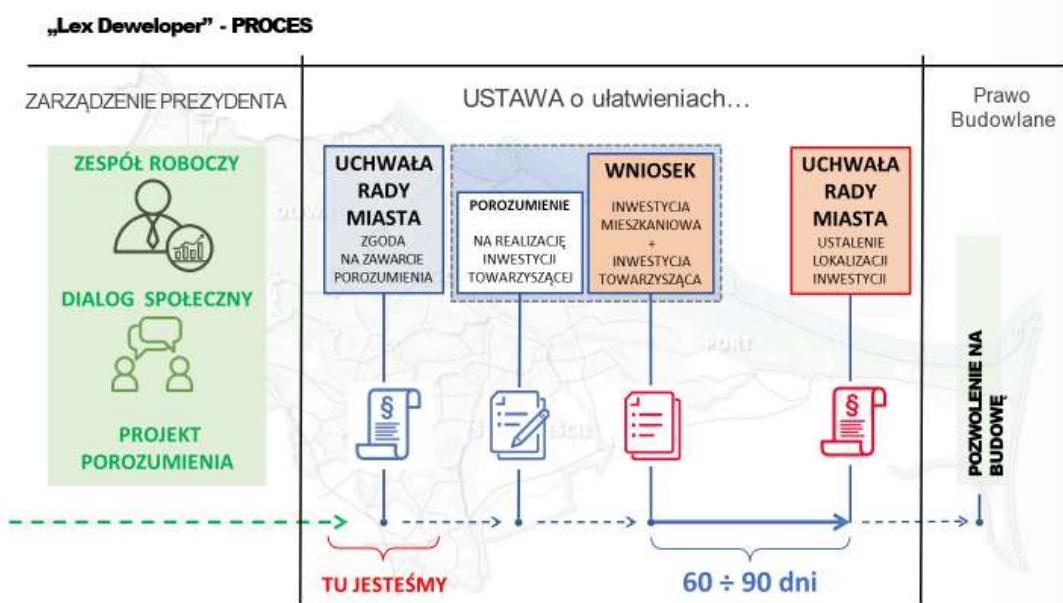 „Lex Deweloper” - PROCES
ZARZĄDZENIE PREZYDENTA
ZESPÓŁ ROBOCZY
DIALOG SPOŁECZNY
PROJEKT
POROZUMIENIA
USTAWA o ułatwieniach…
UCHWAŁA
RADY
MIASTA
ZGODA
NA ZAWARCIE
POROZUMIENIA
POROZUMIENIE
NA REALIZACJĘ
INWESTYCJI
TOWARZYSZĄCEJ
WNIOSEK
INWESTYCJA
MIESZKANIOWA
+
INWESTYCJA
TOWARZYSZĄCA
UCHWAŁA
RADY
MIASTA
USTALENIE
LOKALIZACJI
INWESTYCJI
§
§
PORT
TU JESTEŚMY
60 ÷ 90 dni
Prawo
Budowlane
POZWOLENIE NA
BUDOWĘ